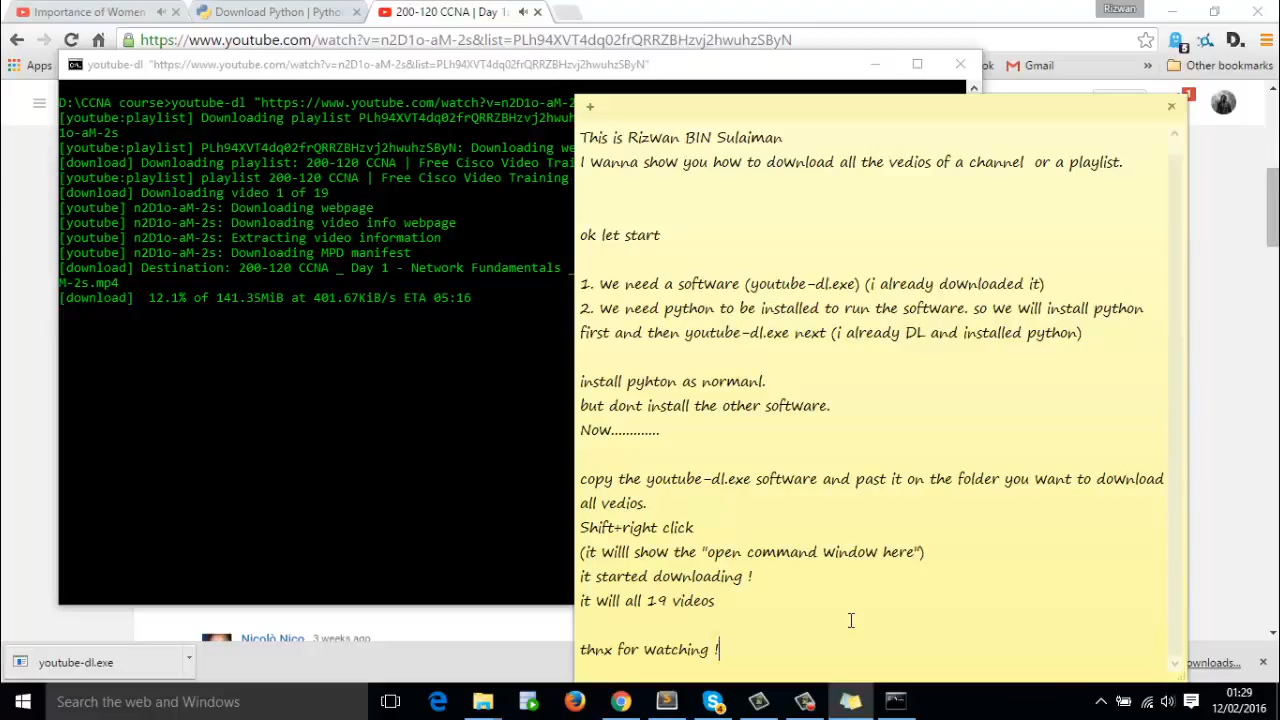 Importance of Women
Download Python | Pytho
200-120 CCNA | Day 1:
Rizwan
https://www.youtube.com/watch?v=n2D1o-aM-2s&list=PLh94XVT4dq02frQRRZBHzvj2hwuhzSByN
5
D.
Apps
ok
Gmail
»
Other bookmarks
youtube-dl "https://www.youtube.com/watch?v=n2D1o-aM-2s&list=PLh94XVT4dq02frQRRZBHzvj2hwuhzSByN"
1
D:\CCNA course>youtube-dl "https://www.youtube.com/watch?v=n2D1o-aM-2
[youtube:playlist] Downloading playlist PLh94XVT4dq02frQRRZBHzvj2hwuh
1o-aM-2s
[youtube:playlist] PLh94XVT4dq02frQRRZBHzvj2hwuhzSByN: Downloading we
[download] Downloading playlist: 200-120 CCNA | Free Cisco Video Trai
[youtube:playlist] playlist 200-120 CCNA | Free Cisco Video Training
[download] Downloading video 1 of 19
[youtube] n2D1o-aM-2s: Downloading webpage
[youtube] n2D1o-aM-2s: Downloading video info webpage
[youtube] n2D1o-aM-2s: Extracting video information
[youtube] n2D1o-aM-2s: Downloading MPD manifest
[download] Destination: 200-120 CCNA _ Day 1 - Network Fundamentals _
M-2s.mp4
[download]  12.1% of 141.35MiB at 401.67KiB/s ETA 05:16
This is Rizwan BIN Sulaiman
I wanna show you how to download all the vedios of a channel  or a playlist.
ok let start
1. we need a software (youtube-dl.exe) (i already downloaded it)
2. we need python to be installed to run the software. so we will install python
first and then youtube-dl.exe next (i already DL and installed python)
install pyhton as normanl.
but dont install the other software.
Now.............
copy the youtube-dl.exe software and past it on the folder you want to download
all vedios.
Shift+right click
(it willl show the "open command window here")
it started downloading !
it will all 19 videos
thnx for watching !
Nicolò Nico 3 weeks ago
youtube-dl.exe
ownloads...
Search the web and Windows
01:29
12/02/2016